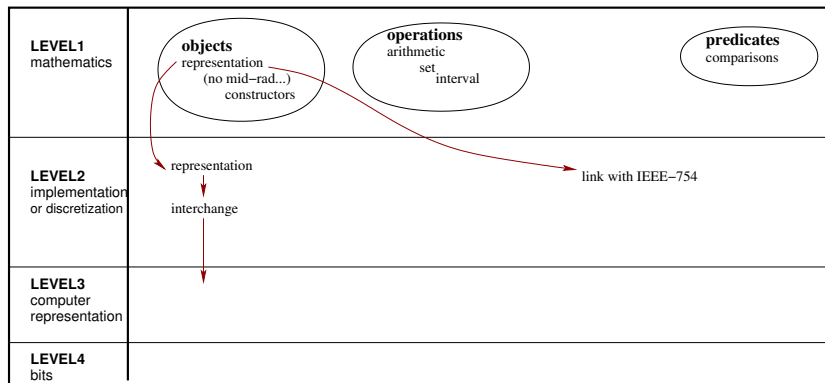 LEVEL1
mathematics
objects
representation
(no mid−rad...)
constructors
operations
arithmetic
set
interval
predicates
comparisons
LEVEL2
implementation
or discretization
representation
interchange
link with IEEE−754
LEVEL3
computer
representation
LEVEL4
bits